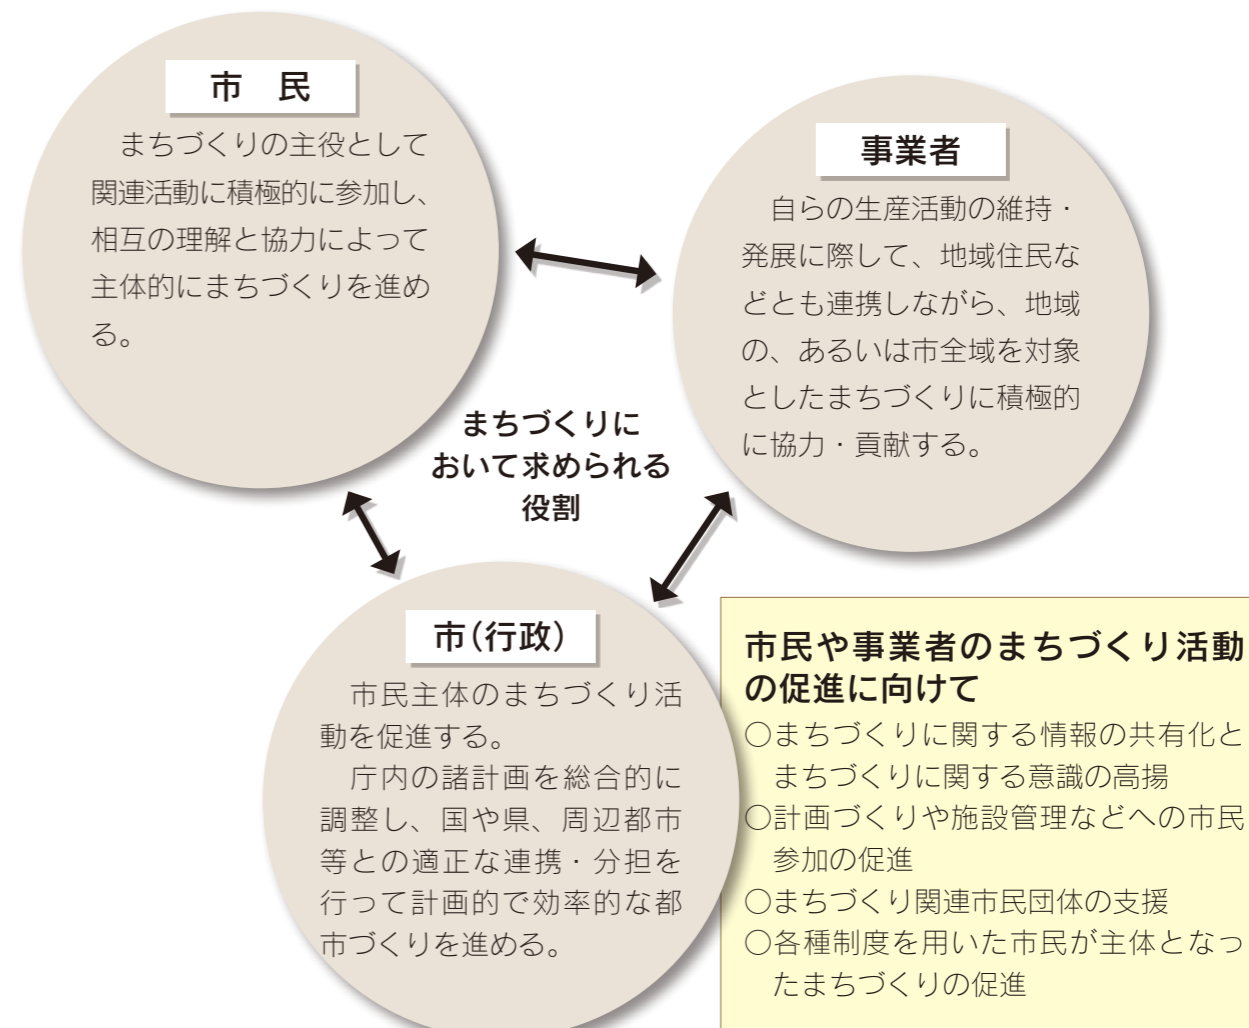 市　民
まちづくりの主役として
関連活動に積極的に参加し、
相互の理解と協力によって
主体的にまちづくりを進め
る。
事業者
自らの生産活動の維持・
発展に際して、地域住民な
どとも連携しながら、地域
の、あるいは市全域を対象
としたまちづくりに積極的
に協力・貢献する。
まちづくりに
おいて求められる
役割
市（行政）
市民主体のまちづくり活
動を促進する。
庁内の諸計画を総合的に
調整し、国や県、周辺都市
等との適正な連携・分担を
行って計画的で効率的な都
市づくりを進める。
市民や事業者のまちづくり活動
の促進に向けて
○まちづくりに関する情報の共有化と
まちづくりに関する意識の高揚
○計画づくりや施設管理などへの市民
参加の促進
○まちづくり関連市民団体の支援
○各種制度を用いた市民が主体となっ
たまちづくりの促進